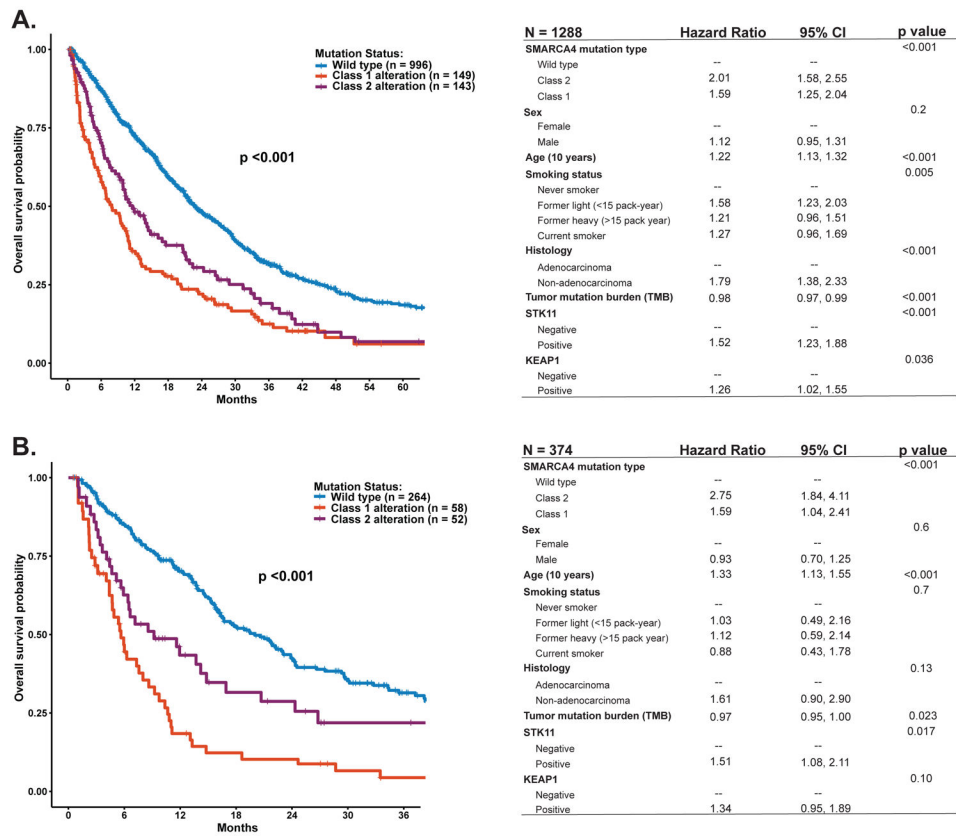 A.
Overall survival probability
1.00
0.75
0.50
0.25
0.00
Mutation Status:
Wild type (n = 996)
Class 1 alteration (n = 149)
Class 2 alteration (n = 143)
p <0.001
0 6 12 18 24 30 36 42 48 54 60
Months
N = 1288 Hazard Ratio 95% CI p value
SMARCA4 mutation type <0.001
Wild type -- --
Class 2 2.01 1.58, 2.55
Class 1 1.59 1.25, 2.04
Sex 0.2
Female -- --
Male 1.12 0.95, 1.31
Age (10 years) 1.22 1.13, 1.32 <0.001
Smoking status 0.005
Never smoker -- --
Former light (<15 pack-year) 1.58 1.23, 2.03
Former heavy (>15 pack year) 1.21 0.96, 1.51
Current smoker 1.27 0.96, 1.69
Histology <0.001
Adenocarcinoma -- --
Non-adenocarcinoma 1.79 1.38, 2.33
Tumor mutation burden (TMB) 0.98 0.97, 0.99 <0.001
STK11 <0.001
Negative -- --
Positive 1.52 1.23, 1.88
KEAP1 0.036
Negative -- --
Positive 1.26 1.02, 1.55
B.
Overall survival probability
1.00
0.75
0.50
0.25
0.00
Mutation Status:
Wild type (n = 264)
Class 1 alteration (n = 58)
Class 2 alteration (n = 52)
p <0.001
0 6 12 18 24 30 36
Months
N = 374 Hazard Ratio 95% CI p value
SMARCA4 mutation type <0.001
Wild type -- --
Class 2 2.75 1.84, 4.11
Class 1 1.59 1.04, 2.41
Sex 0.6
Female -- --
Male 0.93 0.70, 1.25
Age (10 years) 1.33 1.13, 1.55 <0.001
Smoking status 0.7
Never smoker -- --
Former light (<15 pack-year) 1.03 0.49, 2.16
Former heavy (>15 pack year) 1.12 0.59, 2.14
Current smoker 0.88 0.43, 1.78
Histology 0.13
Adenocarcinoma -- --
Non-adenocarcinoma 1.61 0.90, 2.90
Tumor mutation burden (TMB) 0.97 0.95, 1.00 0.023
STK11 0.017
Negative -- --
Positive 1.51 1.08, 2.11
KEAP1 0.10
Negative -- --
Positive 1.34 0.95, 1.89